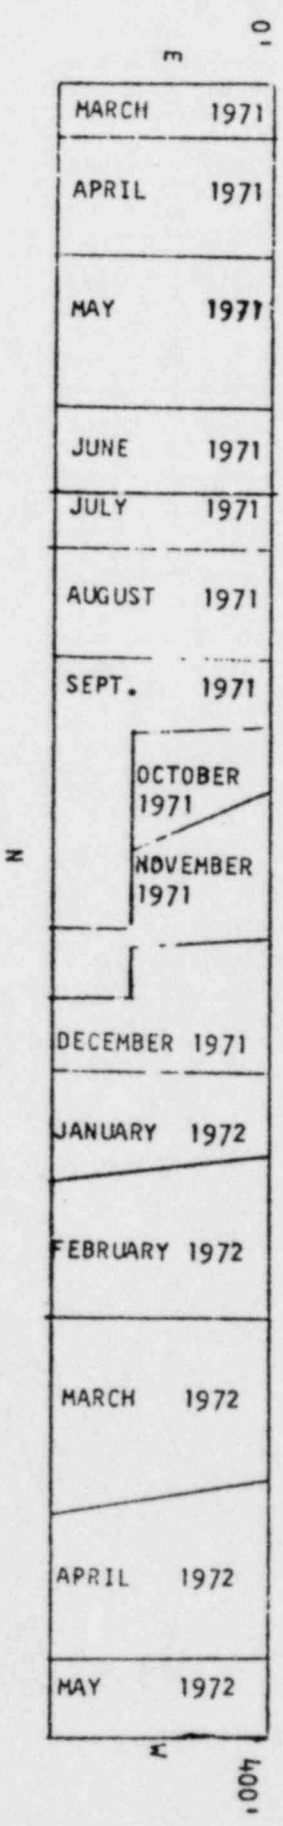 0'
E
MARCH 1971
APRIL 1971
MAY 1971
JUNE 1971
JULY 1971
AUGUST 1971
SEPT. 1971
OCTOBER
1971
N
NOVEMBER
1971
DECEMBER 1971
JANUARY 1972
FEBRUARY 1972
MARCH 1972
APRIL 1972
MAY 1972
W
400'